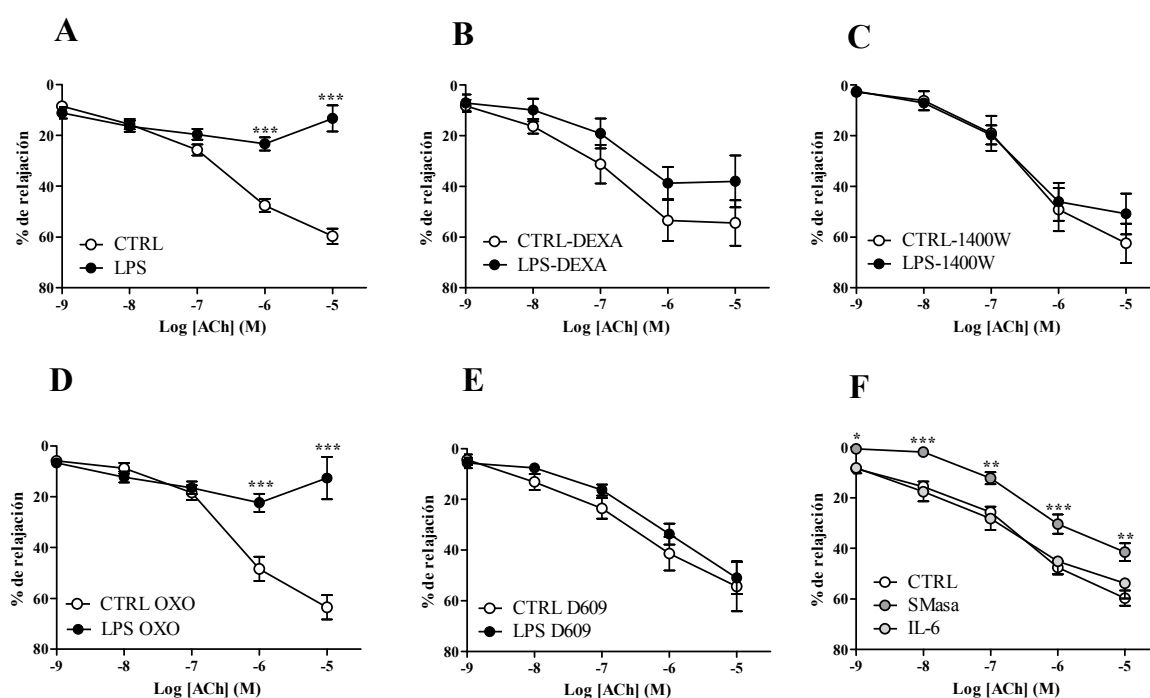 A
% de relajación
0
20
40
60
80
***
***
CTRL
LPS
-9 -8 -7 -6 -5
Log [ACh] (M)
B
% de relajación
0
20
40
60
80
CTRL-DEXA
LPS-DEXA
-9 -8 -7 -6 -5
Log [ACh] (M)
C
% de relajación
0
20
40
60
80
CTRL-1400W
LPS-1400W
-9 -8 -7 -6 -5
Log [ACh] (M)
D
% de relajación
0
20
40
60
80
***
***
CTRL OXO
LPS OXO
-9 -8 -7 -6 -5
Log [ACh] (M)
E
% de relajación
0
20
40
60
80
CTRL D609
LPS D609
-9 -8 -7 -6 -5
Log [ACh] (M)
F
% de relajación
0
20
40
60
80
*
***
**
***
**
CTRL
SMasa
IL-6
-9 -8 -7 -6 -5
Log [ACh] (M)